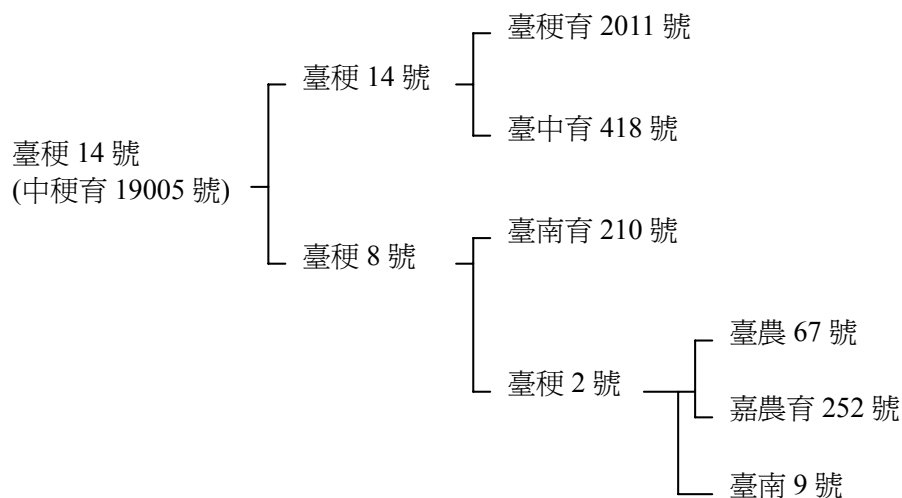 臺稉育 2011 號
臺稉 14 號
臺中育 418 號
臺稉 14 號
(中稉育 19005 號)
臺南育 210 號
臺稉 8 號
臺農 67 號
臺稉 2 號
嘉農育 252 號
臺南 9 號